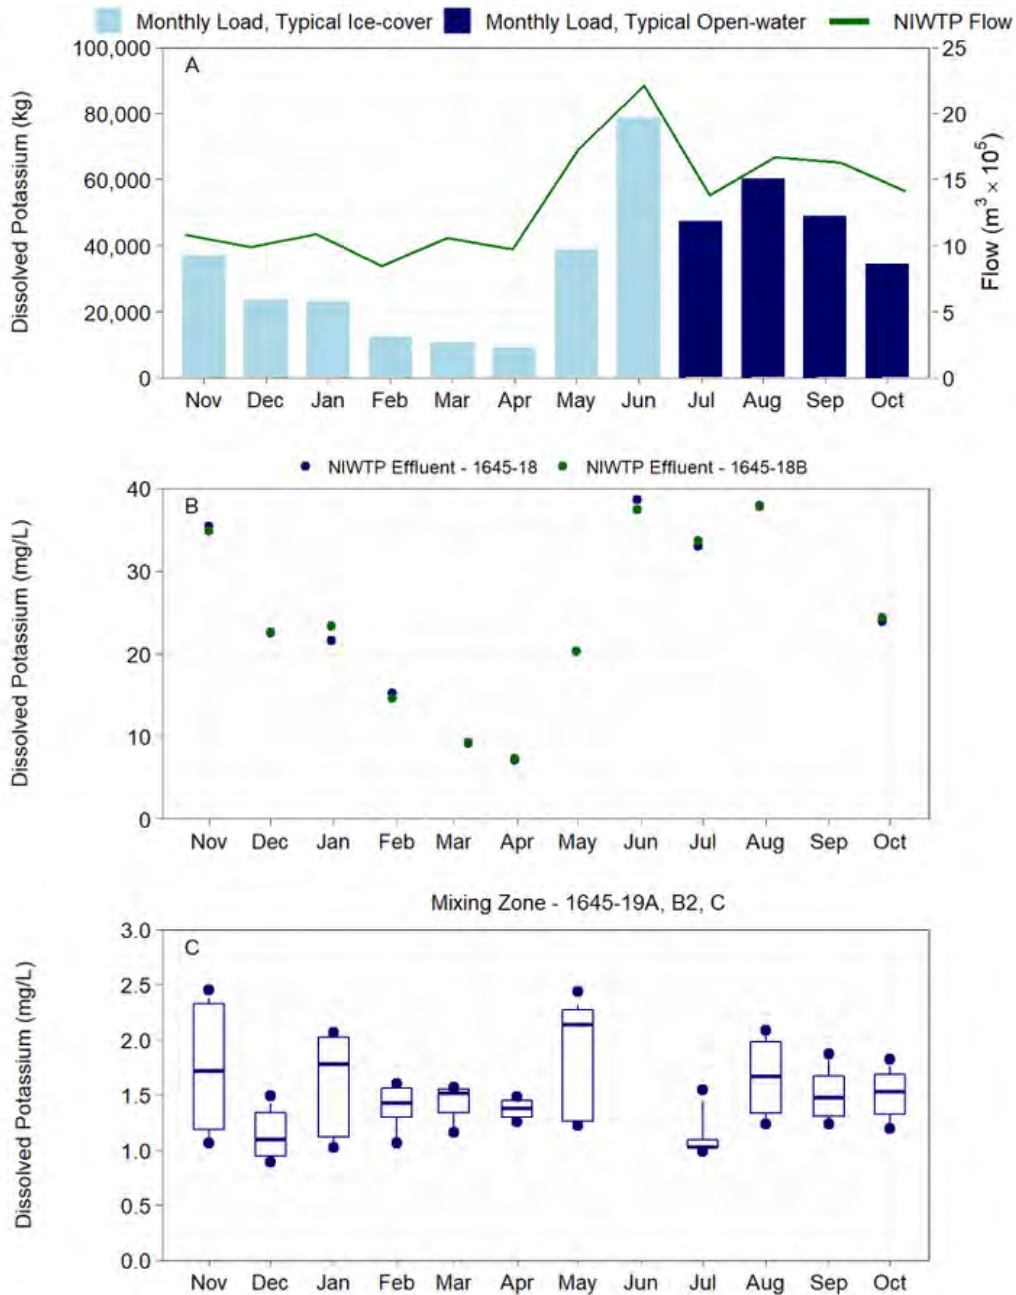 Monthly Load, Typical Ice-cover Monthly Load, Typical Open-water NIWTP Flow
A
Dissolved Potassium (kg)
100,000
80,000
60,000
40,000
20,000
0
25
20
15
10
5
0
Flow (m³ × 10⁵)
Nov Dec Jan Feb Mar Apr May Jun Jul Aug Sep Oct
NIWTP Effluent - 1645-18 NIWTP Effluent - 1645-18B
B
Dissolved Potassium (mg/L)
40
30
20
10
0
Nov Dec Jan Feb Mar Apr May Jun Jul Aug Sep Oct
Mixing Zone - 1645-19A, B2, C
C
Dissolved Potassium (mg/L)
3.0
2.5
2.0
1.5
1.0
0.5
0.0
Nov Dec Jan Feb Mar Apr May Jun Jul Aug Sep Oct